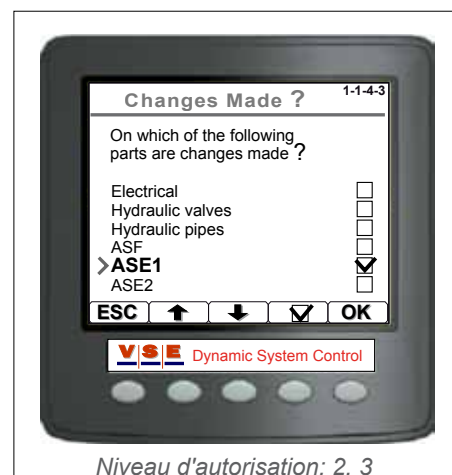 Changes Made ?
1-1-4-3
On which of the following
parts are changes made ?
Electrical
Hydraulic valves
Hydraulic pipes
ASF
ASE1
ASE2
ESC
OK
VSE Dynamic System Control
Niveau d'autorisation: 2, 3